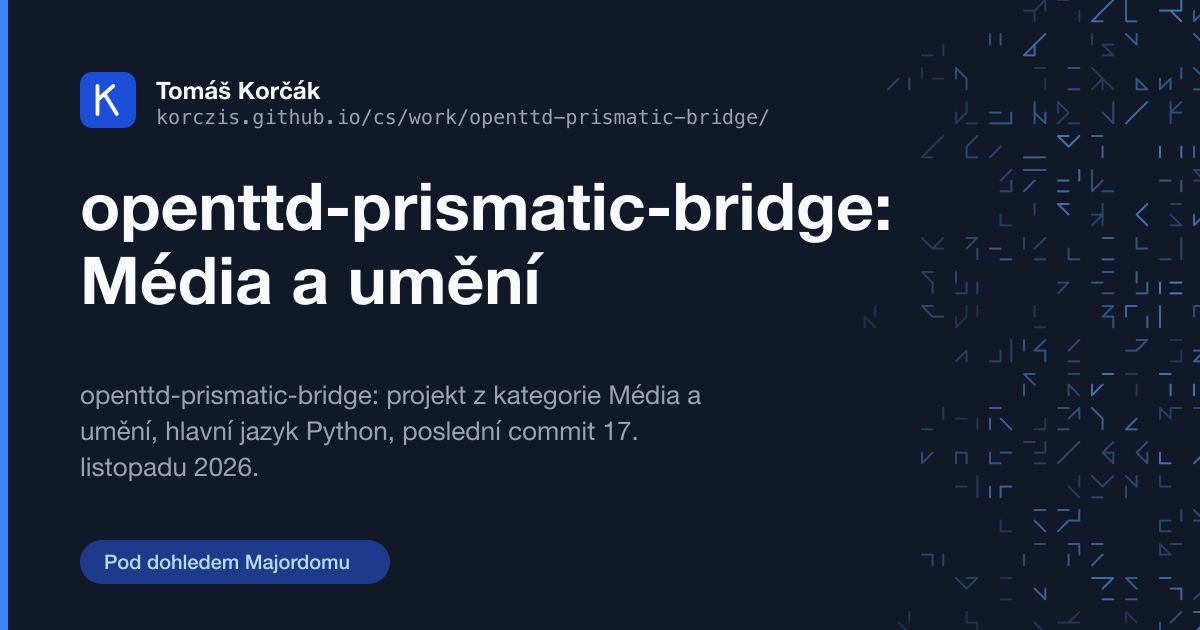 Tomáš Korčák
korczis.github.io/cs/work/openttd-prismatic-bridge/
openttd-prismatic-bridge:
Média a umění
openttd-prismatic-bridge: projekt z kategorie Média a
umění, hlavní jazyk Python, poslední commit 17.
listopadu 2026.
Pod dohledem Majordomu